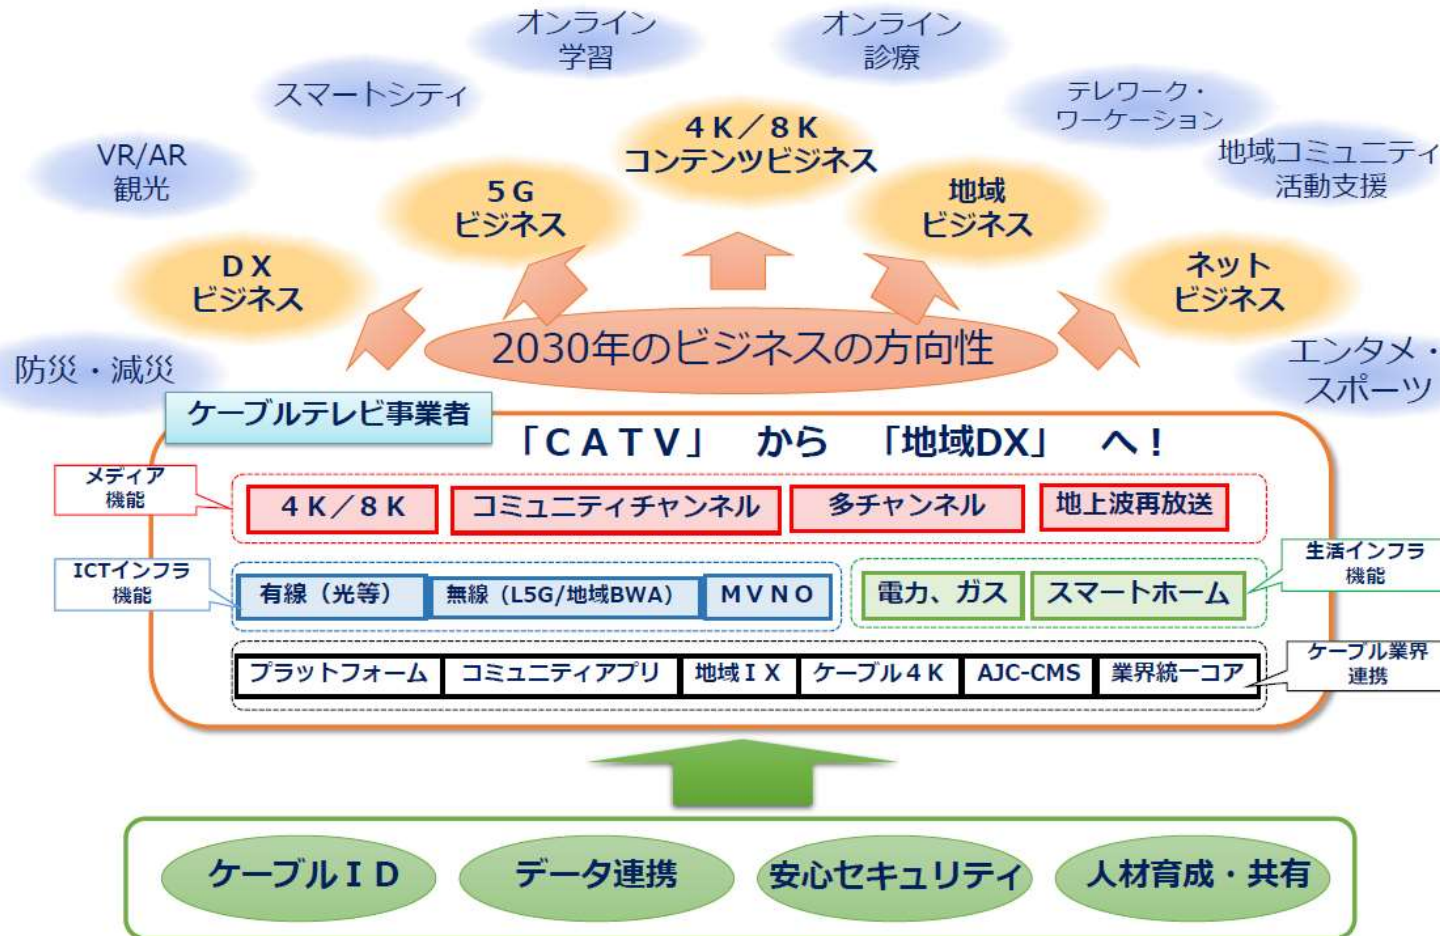 オンライン
学習
オンライン
診療
スマートシティ
テレワーク・
ワーケーション
4K／8K
コンテンツビジネス
VR/AR
観光
地域コミュニティ
活動支援
5G
ビジネス
地域
ビジネス
DX
ビジネス
ネット
ビジネス
2030年のビジネスの方向性
防災・減災
エンタメ・
スポーツ
ケーブルテレビ事業者
「CATV」 から 「地域DX」 へ！
メディア
機能
4K／8K
コミュニティチャンネル
多チャンネル
地上波再放送
ICTインフラ
機能
有線（光等）
無線（L5G/地域BWA）
MVNO
電力、ガス
スマートホーム
生活インフラ
機能
プラットフォーム
コミュニティアプリ
地域IX
ケーブル4K
AJC-CMS
業界統一コア
ケーブル業界
連携
ケーブルID
データ連携
安心セキュリティ
人材育成・共有